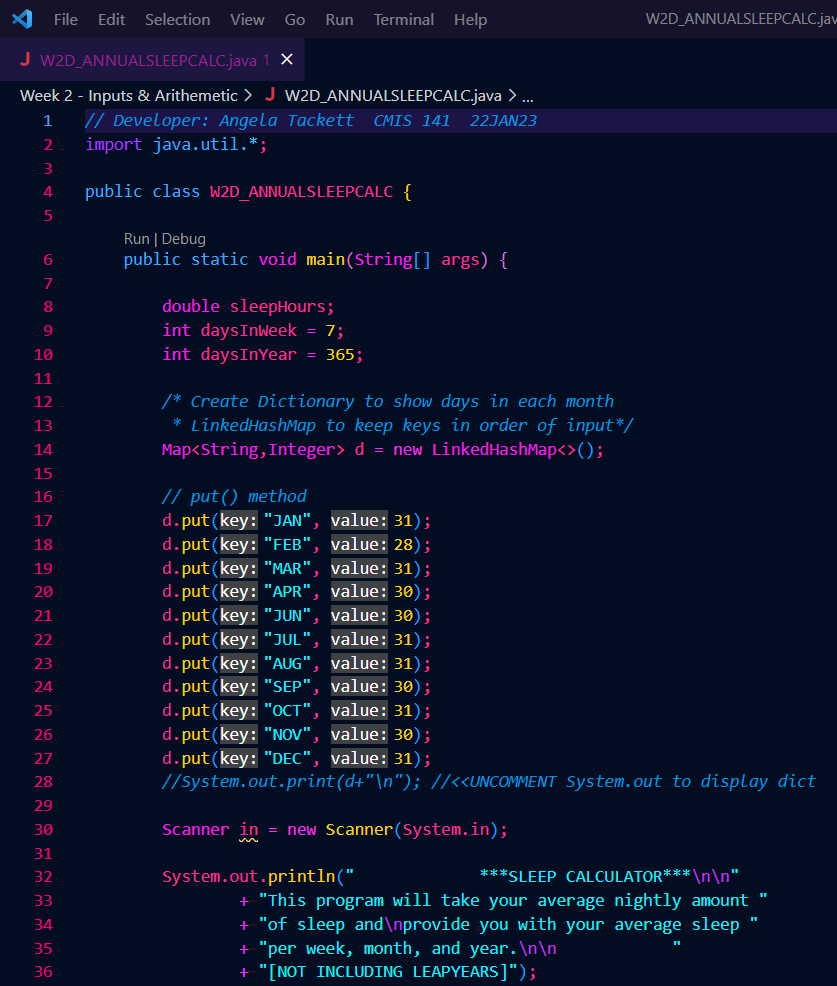 File Edit Selection View Go Run Terminal Help W2D_ANNUALSLEEPCALC.jav
J W2D_ANNUALSLEEPCALC.java 1 ×
Week 2 - Inputs & Arithemetic > J W2D_ANNUALSLEEPCALC.java > ...
1 // Developer: Angela Tackett  CMIS 141  22JAN23
2 import java.util.*;
3
4 public class W2D_ANNUALSLEEPCALC {
5
Run | Debug
6     public static void main(String[] args) {
7
8         double sleepHours;
9         int daysInWeek = 7;
10         int daysInYear = 365;
11
12         /* Create Dictionary to show days in each month
13          * LinkedHashMap to keep keys in order of input*/
14         Map<String,Integer> d = new LinkedHashMap<>();
15
16         // put() method
17         d.put(key: "JAN", value: 31);
18         d.put(key: "FEB", value: 28);
19         d.put(key: "MAR", value: 31);
20         d.put(key: "APR", value: 30);
21         d.put(key: "JUN", value: 30);
22         d.put(key: "JUL", value: 31);
23         d.put(key: "AUG", value: 31);
24         d.put(key: "SEP", value: 30);
25         d.put(key: "OCT", value: 31);
26         d.put(key: "NOV", value: 30);
27         d.put(key: "DEC", value: 31);
28         //System.out.print(d+"\n"); //<<UNCOMMENT System.out to display dict
29
30         Scanner in = new Scanner(System.in);
31
32         System.out.println("             ***SLEEP CALCULATOR***\n\n"
33                 + "This program will take your average nightly amount "
34                 + "of sleep and\nprovide you with your average sleep "
35                 + "per week, month, and year.\n\n            "
36                 + "[NOT INCLUDING LEAPYEARS]");